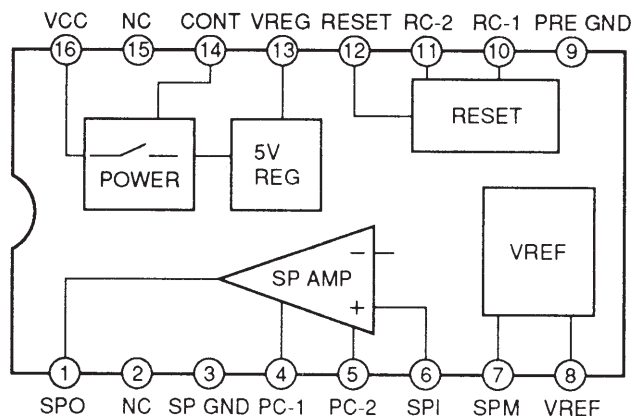 VCC NC CONT VREG RESET RC-2 RC-1 PRE GND
16 15 14 13 12 11 10 9
RESET
POWER
5V
REG
VREF
SP AMP
−
+
1 2 3 4 5 6 7 8
SPO NC SP GND PC-1 PC-2 SPI SPM VREF